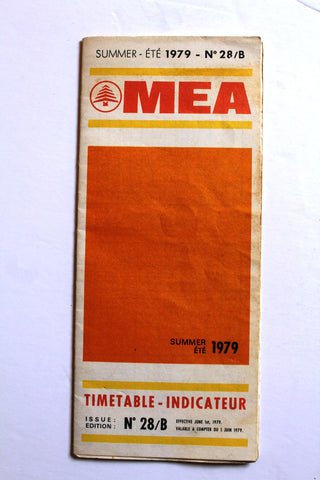 SUMMER - ÉTÉ 1979 - N° 28/B
MEA
SUMMER
ÉTÉ 1979
TIMETABLE - INDICATEUR
ISSUE:
EDITION: N° 28/B
EFFECTIVE JUNE 1st, 1979.
VALABLE A COMPTER DU 1 JUIN 1979.